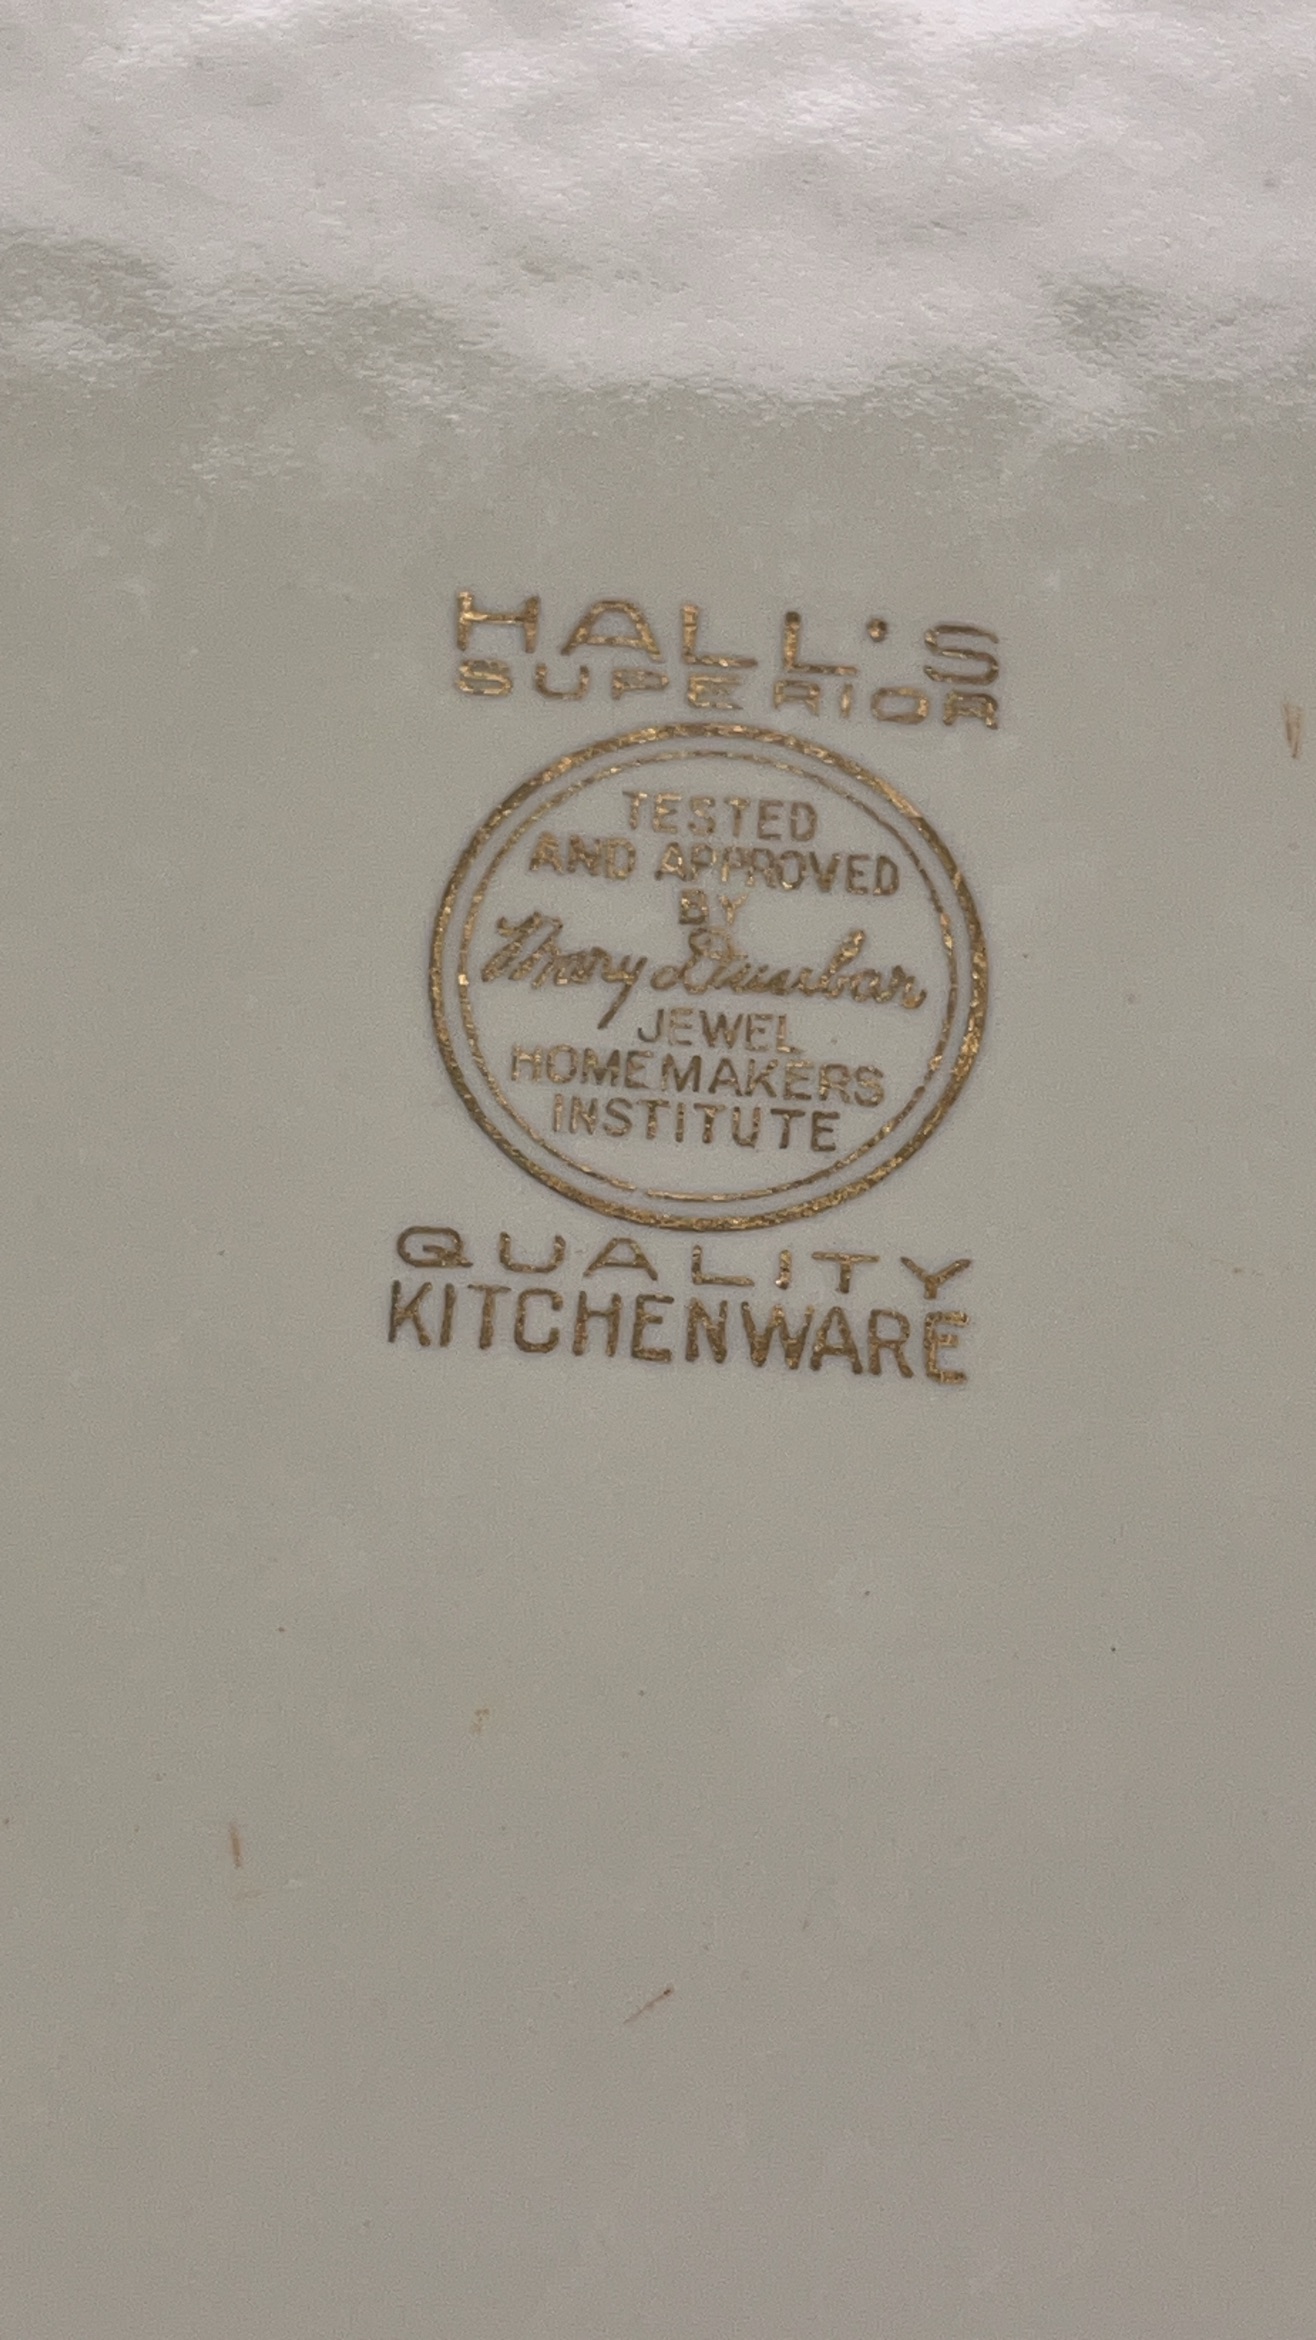 HALL'S
SUPERIOR
TESTED
AND APPROVED
BY
Mary Dunbar
JEWEL
HOMEMAKERS
INSTITUTE
QUALITY
KITCHENWARE